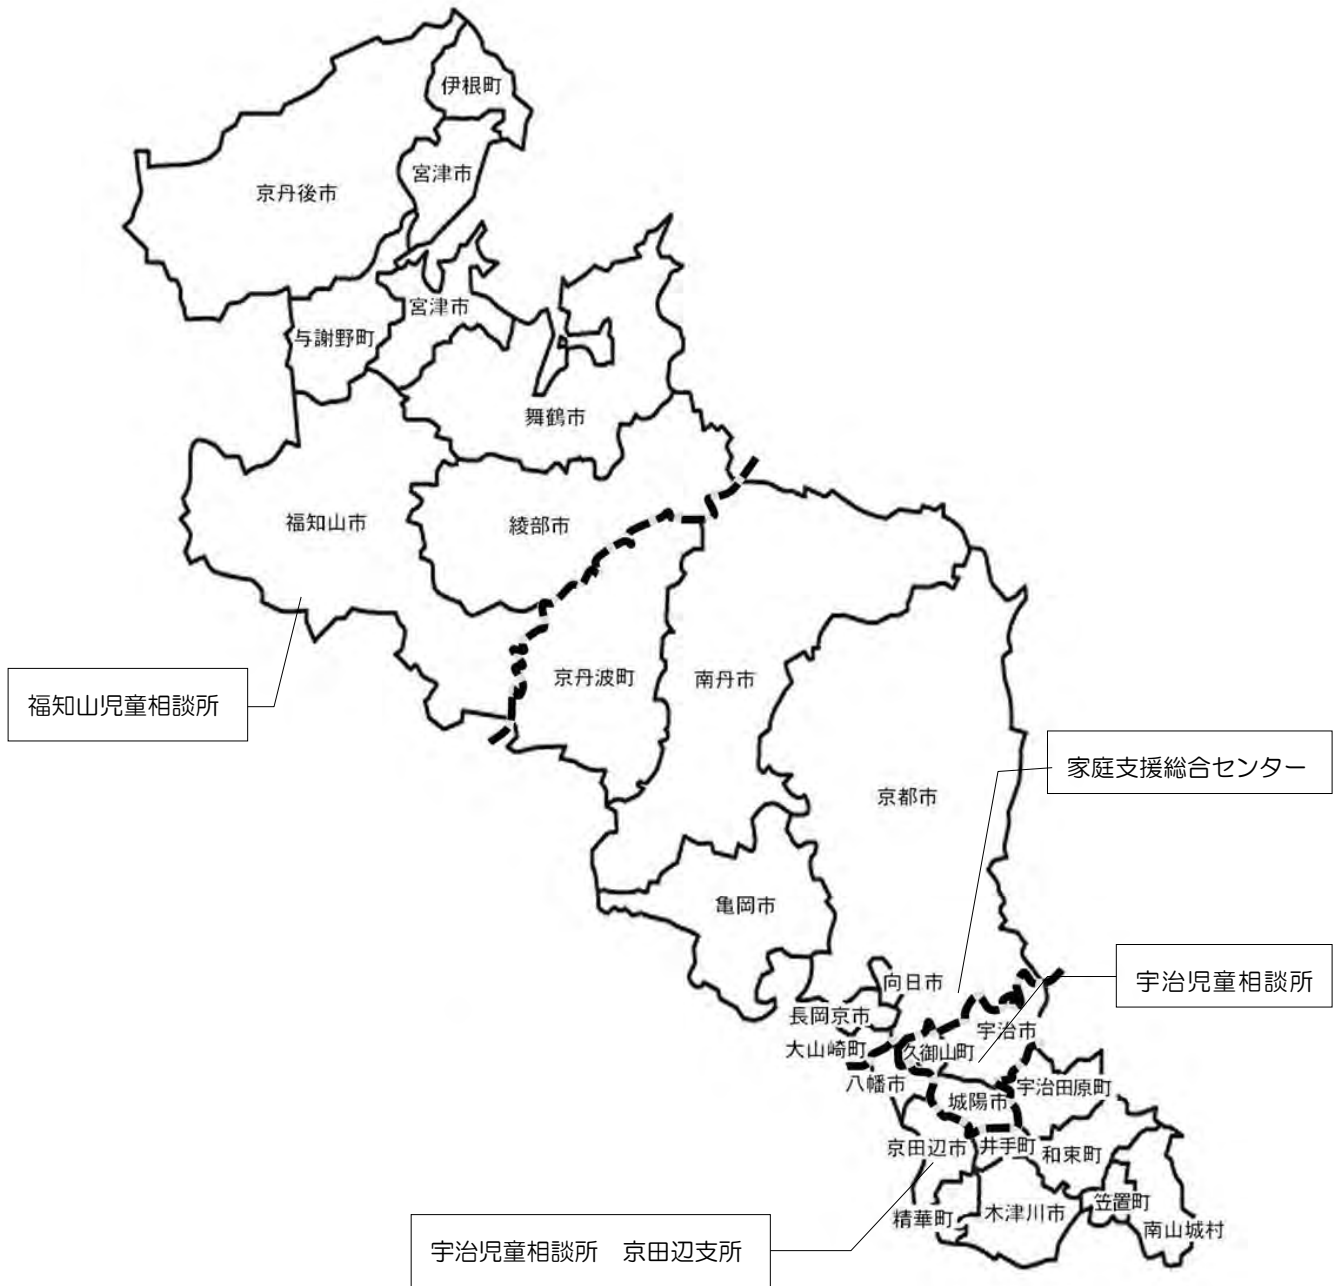 伊根町
宮津市
京丹後市
宮津市
与謝野町
舞鶴市
福知山市
綾部市
京丹波町
南丹市
福知山児童相談所
家庭支援総合センター
京都市
亀岡市
宇治児童相談所
向日市
長岡京市
宇治市
大山崎町
久御山町
八幡市
宇治田原町
城陽市
京田辺市
井手町
和束町
笠置町
精華町
木津川市
南山城村
宇治児童相談所 京田辺支所